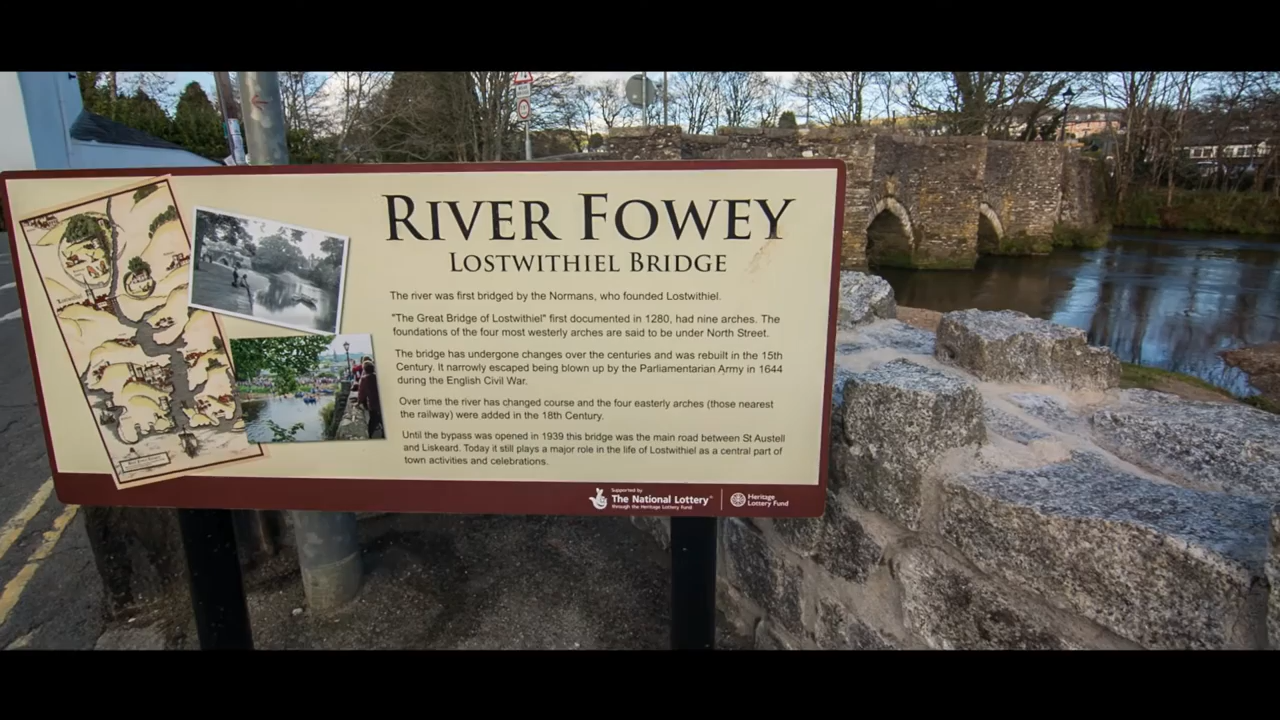 RIVER FOWEY
LOSTWITHIEL BRIDGE
The river was first bridged by the Normans, who founded Lostwithiel.
"The Great Bridge of Lostwithiel" first documented in 1280, had nine arches. The
foundations of the four most westerly arches are said to be under North Street.
The bridge has undergone changes over the centuries and was rebuilt in the 15th
Century. It narrowly escaped being blown up by the Parliamentarian Army in 1644
during the English Civil War.
Over time the river has changed course and the four easterly arches (those nearest
the railway) were added in the 18th Century.
Until the bypass was opened in 1939 this bridge was the main road between St Austell
and Liskeard. Today it still plays a major role in the life of Lostwithiel as a central part of
town activities and celebrations.
Supported by
The National Lottery®
through the Heritage Lottery Fund
Heritage
Lottery Fund